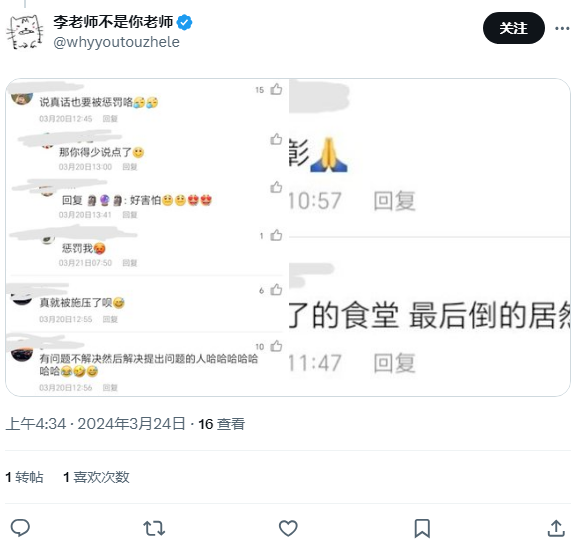 李老师不是你老师
@whyyoutouzhele
关注
15
说真话也要被惩罚咯😥😥
03月20日12:45 回复
那你得少说点了🙂
03月20日13:00 回复
回复 🗿🔮🗿: 好害怕😕😕😍😍
03月20日13:41 回复
1
惩罚我🥵
03月21日07:50 回复
6
真就被施压了呗😅
03月20日12:55 回复
10
有问题不解决然后解决提出问题的人哈哈哈哈哈
哈哈😂🤣😅
03月20日12:56 回复
彰🙏
10:57 回复
了的食堂 最后倒的居然
11:47 回复
上午4:34 · 2024年3月24日 · 16 查看
1 转帖 1 喜欢次数